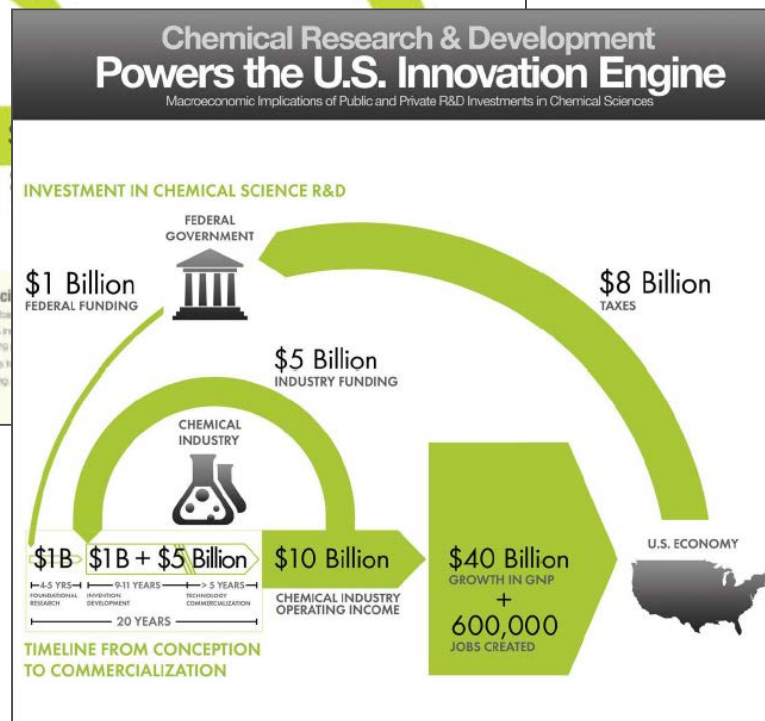 Chemical Research & Development
Powers the U.S. Innovation Engine
Macroeconomic Implications of Public and Private R&D Investments in Chemical Sciences
INVESTMENT IN CHEMICAL SCIENCE R&D
FEDERAL
GOVERNMENT
$1 Billion
FEDERAL FUNDING
$8 Billion
TAXES
$5 Billion
INDUSTRY FUNDING
CHEMICAL
INDUSTRY
$1B
$1B + $5 Billion
4-5 YRS
FOUNDATIONAL
RESEARCH
9-11 YEARS
INVENTION
DEVELOPMENT
> 5 YEARS
TECHNOLOGY
COMMERCIALIZATION
20 YEARS
$10 Billion
CHEMICAL INDUSTRY
OPERATING INCOME
$40 Billion
GROWTH IN GNP
+
600,000
JOBS CREATED
U.S. ECONOMY
TIMELINE FROM CONCEPTION
TO COMMERCIALIZATION